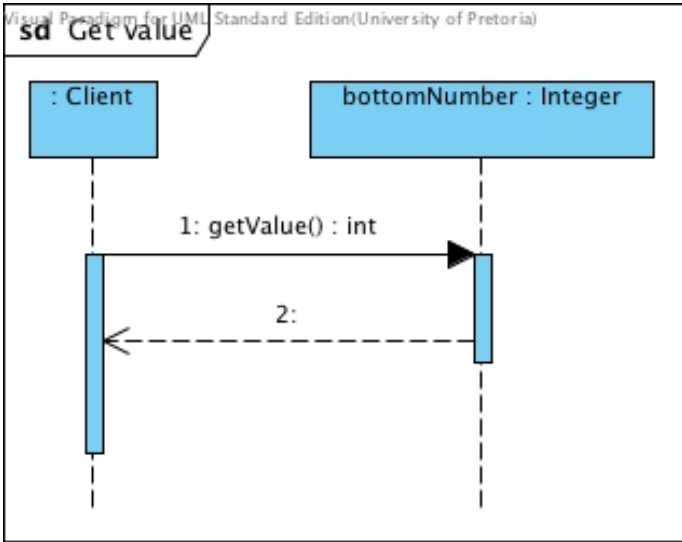 Visual Paradigm for UML Standard Edition(University of Pretoria)
sd Get value
: Client
bottomNumber : Integer
1: getValue() : int
2: